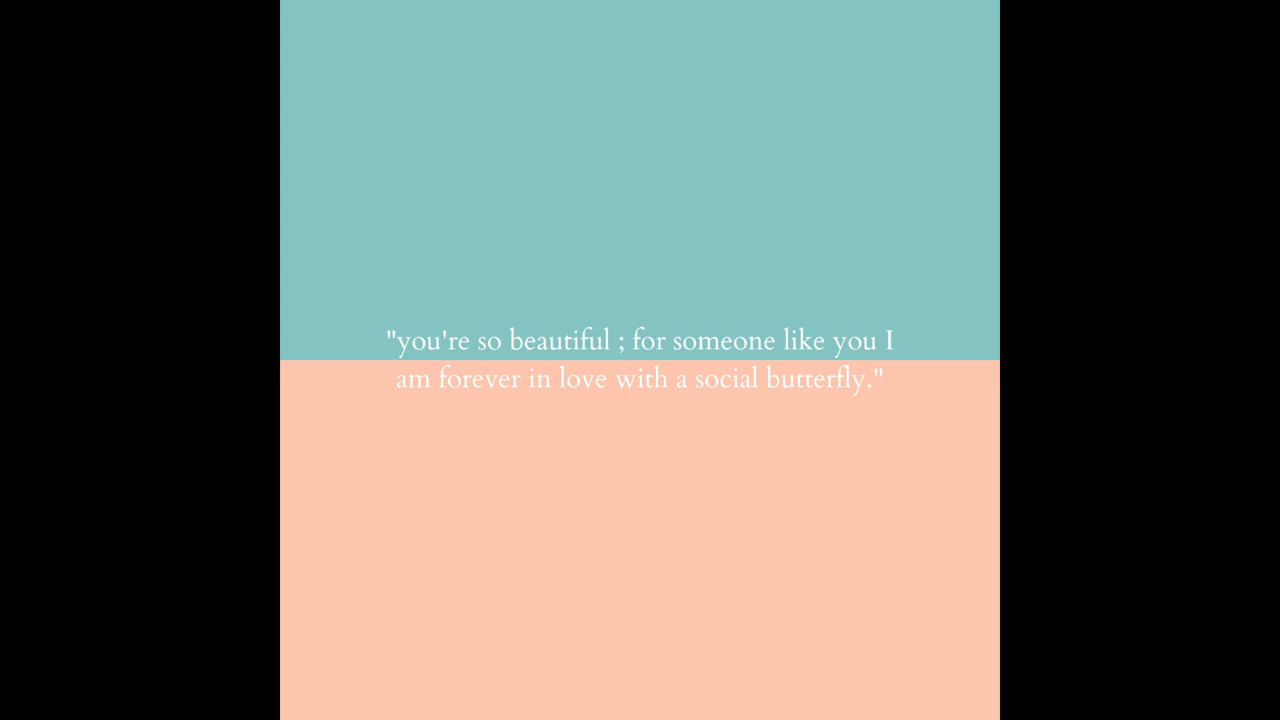 "you're so beautiful ; for someone like you I
am forever in love with a social butterfly."